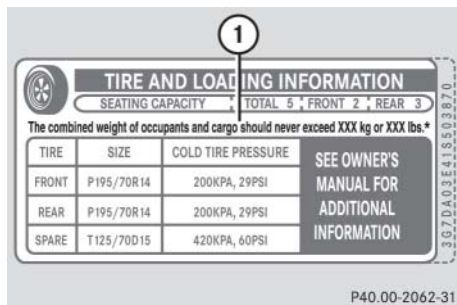 1
TIRE AND LOADING INFORMATION
SEATING CAPACITY TOTAL 5 FRONT 2 REAR 3
The combined weight of occupants and cargo should never exceed XXX kg or XXX lbs.*
TIRE SIZE COLD TIRE PRESSURE
FRONT P195/70R14 200KPA, 29PSI
REAR P195/70R14 200KPA, 29PSI
SPARE T125/70D15 420KPA, 60PSI
SEE OWNER'S
MANUAL FOR
ADDITIONAL
INFORMATION
3G7DA03E41S503870
P40.00-2062-31